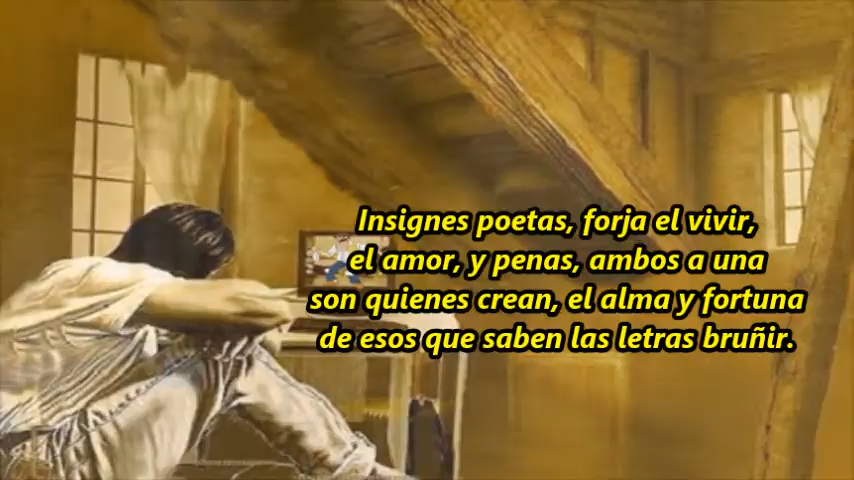 Insignes poetas, forja el vivir,
el amor, y penas, ambos a una
son quienes crean, el alma y fortuna
de esos que saben las letras bruñir.